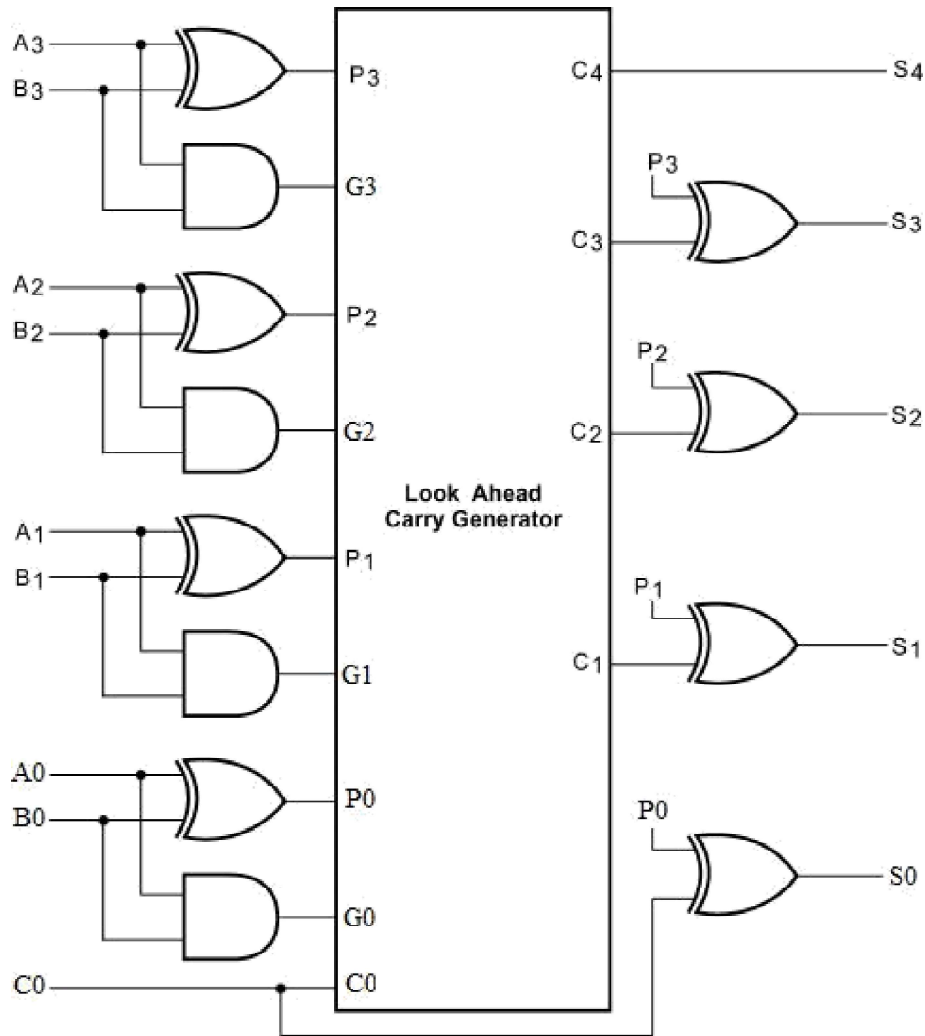 A3
B3
P3
G3
A2
B2
P2
G2
A1
B1
P1
G1
A0
B0
P0
G0
C0
C0
Look Ahead
Carry Generator
C4
S4
P3
C3
S3
P2
C2
S2
P1
C1
S1
P0
S0